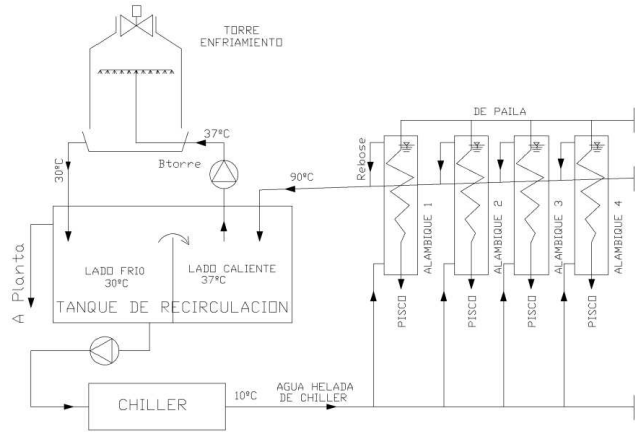 TORRE
ENFRIAMIENTO
37ºC
30ºC
Btorre
90ºC
DE PAILA
Rebose
ALAMBIQUE 1
ALAMBIQUE 2
ALAMBIQUE 3
ALAMBIQUE 4
LADO FRIO
30ºC
LADO CALIENTE
37ºC
TANQUE DE RECIRCULACION
A Planta
PISCO
PISCO
PISCO
PISCO
CHILLER
10ºC
AGUA HELADA
DE CHILLER